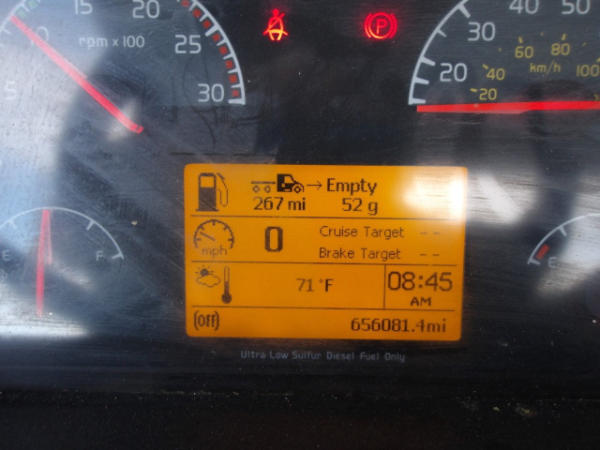 15 20
rpm x 100
25
5
30
0
40 50
60 80
km/h
20 40 100
20
Empty
267 mi 52 g
mph 0 Cruise Target --
Brake Target --
71°F 08:45
AM
(off) 656081.4mi
E F
E
Ultra Low Sulfur Diesel Fuel Only